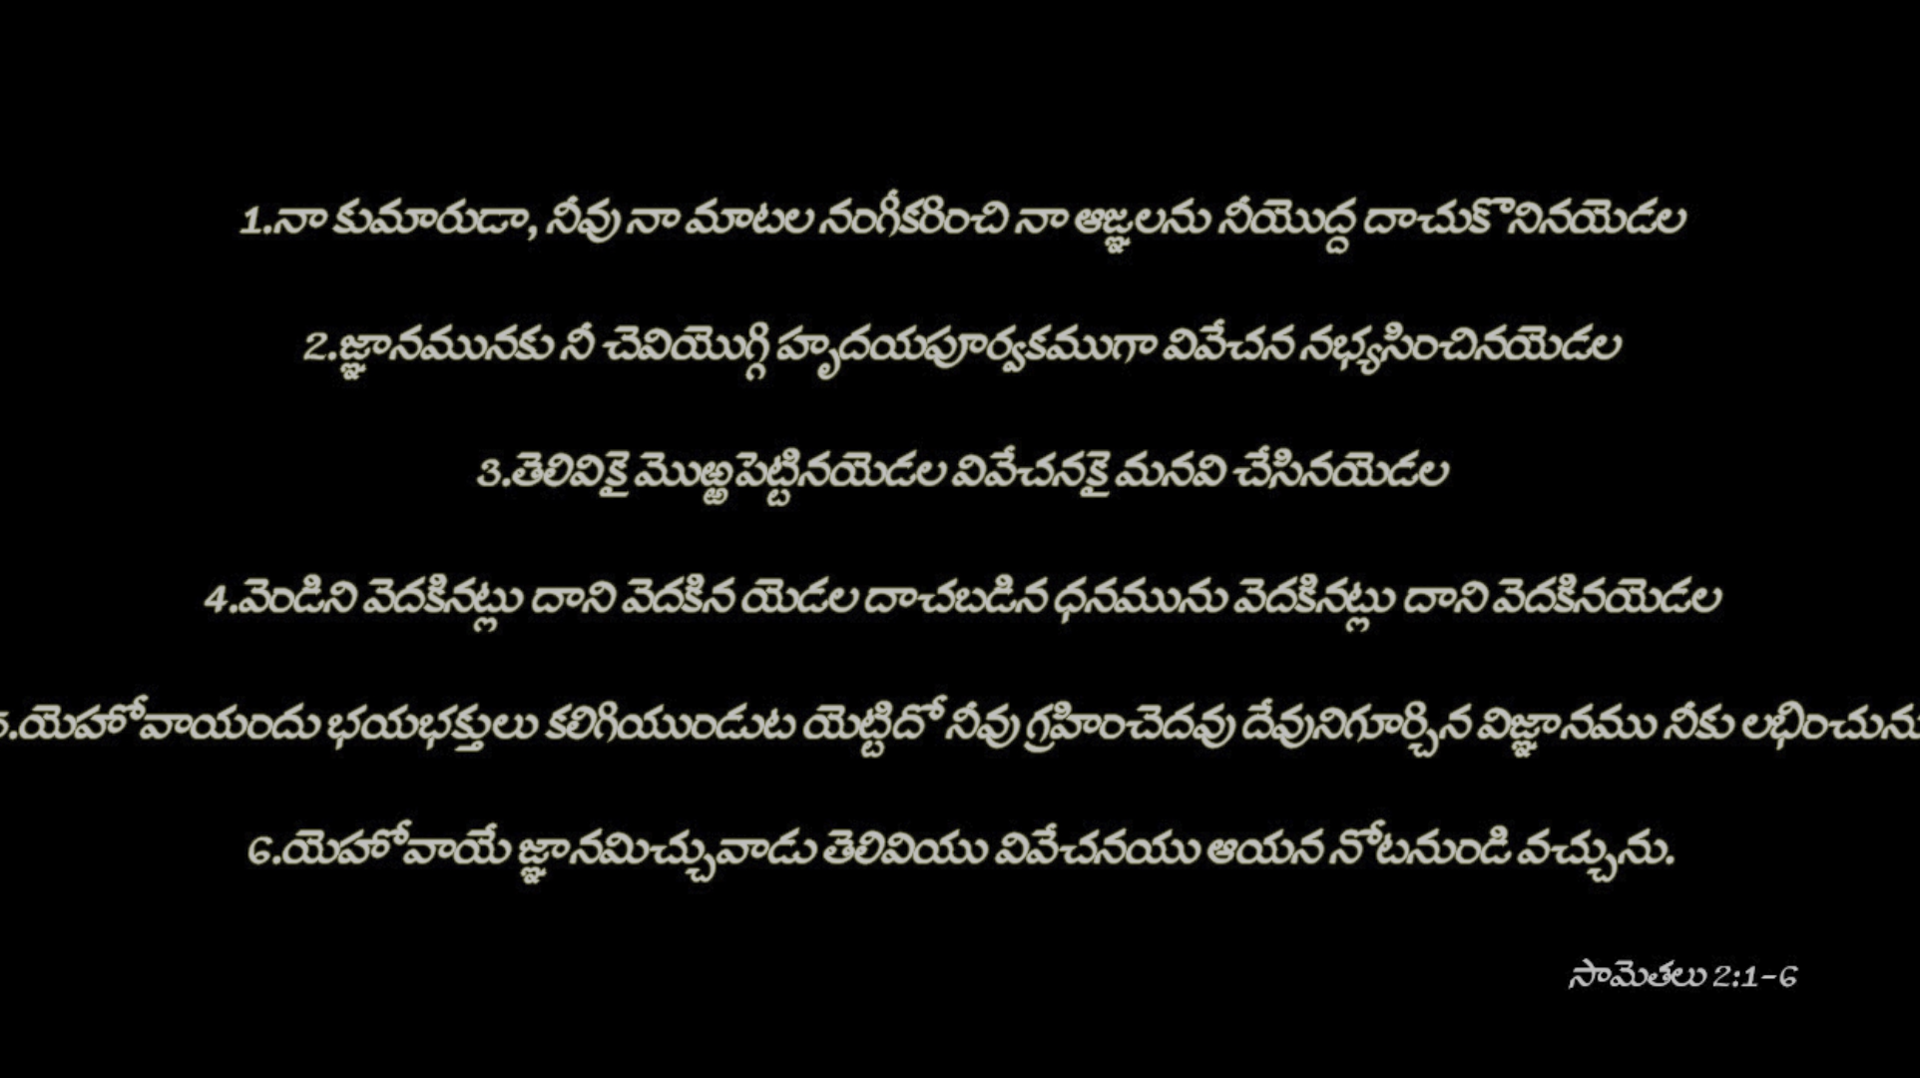 1.నా కుమారుడా, నీవు నా మాటల నంగీకరించి నా ఆజ్ఞలను నీయొద్ద దాచుకొనినయెడల
2.జ్ఞానమునకు నీ చెవియొగ్గి హృదయపూర్వకముగా వివేచన నభ్యసించినయెడల
3.తెలివికై మొఱ్ఱపెట్టినయెడల వివేచనకై మనవి చేసినయెడల
4.వెండిని వెదకినట్లు దాని వెదకిన యెడల దాచబడిన ధనమును వెదకినట్లు దాని వెదకినయెడల
5.యెహోవాయందు భయభక్తులు కలిగియుండుట యెట్టిదో నీవు గ్రహించెదవు దేవునిగూర్చిన విజ్ఞానము నీకు లభించును
6.యెహోవాయే జ్ఞానమిచ్చువాడు తెలివియు వివేచనయు ఆయన నోటనుండి వచ్చును.
సామెతలు 2:1-6